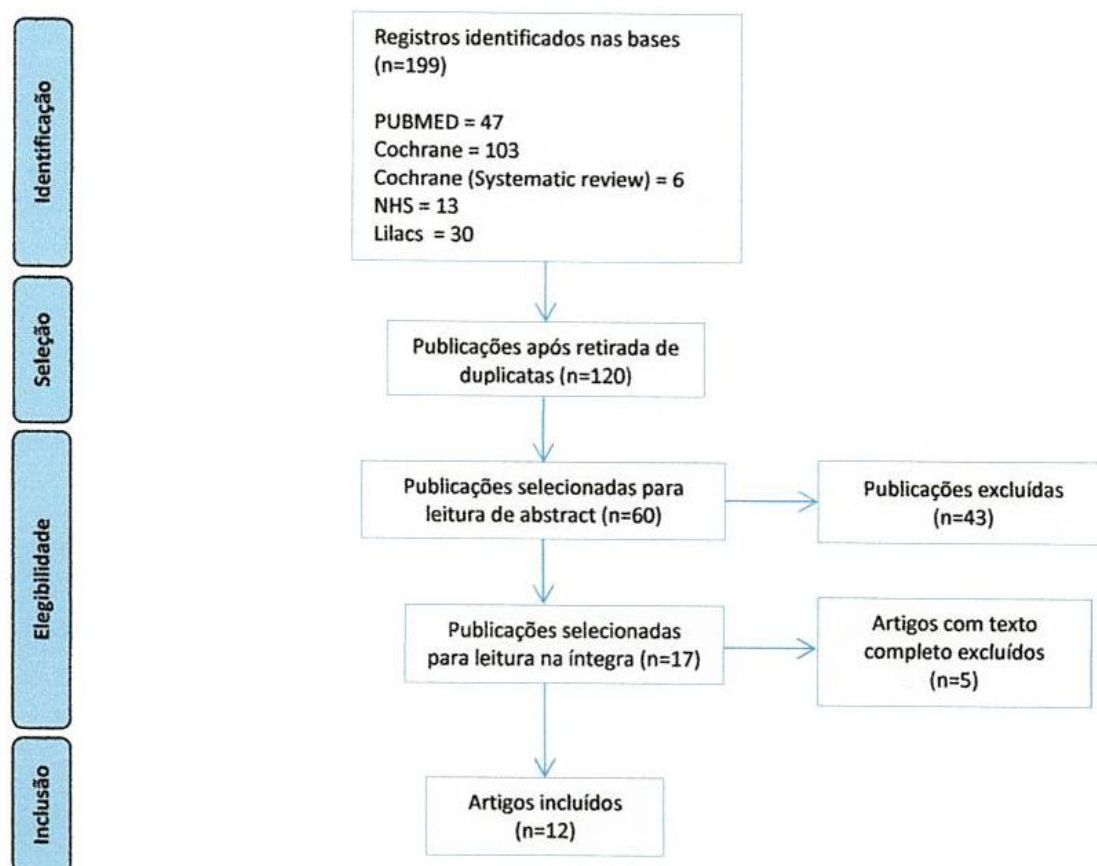 Identificação
Registros identificados nas bases
(n=199)
PUBMED = 47
Cochrane = 103
Cochrane (Systematic review) = 6
NHS = 13
Lilacs = 30
Seleção
Publicações após retirada de
duplicatas (n=120)
Elegibilidade
Publicações selecionadas para
leitura de abstract (n=60)
Publicações excluídas
(n=43)
Publicações selecionadas
para leitura na íntegra (n=17)
Artigos com texto
completo excluídos
(n=5)
Inclusão
Artigos incluídos
(n=12)